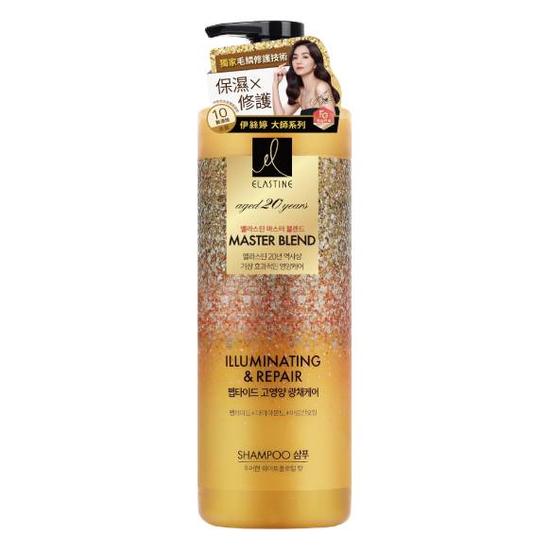 獨家毛鱗修護技術
保濕×
修護
10
伊絲婷 大師系列
el
ELASTINE
aged 20 years
엘라스틴 마스터 블렌드
MASTER BLEND
엘라스틴 20년 역사상
가장 효과적인 영양케어
ILLUMINATING
& REPAIR
펩타이드 고영양 광채케어
SHAMPOO 샴푸